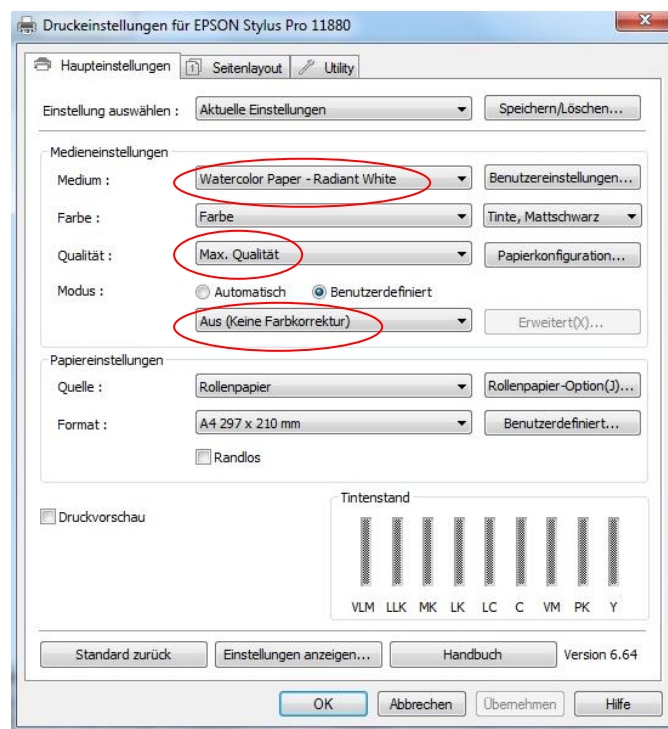 Druckeinstellungen für EPSON Stylus Pro 11880
Haupteinstellungen Seitenlayout Utility
Einstellung auswählen : Aktuelle Einstellungen Speichern/Löschen...
Medieneinstellungen
Medium : Watercolor Paper - Radiant White Benutzereinstellungen...
Farbe : Farbe Tinte, Mattschwarz
Qualität : Max. Qualität Papierkonfiguration...
Modus : Automatisch Benutzerdefiniert
Aus (Keine Farbkorrektur) Erweitert(X)...
Papiereinstellungen
Quelle : Rollenpapier Rollenpapier-Option(J)...
Format : A4 297 x 210 mm Benutzerdefiniert...
Randlos
Druckvorschau
Tintenstand
VLM LLK MK LK LC C VM PK Y
Standard zurück Einstellungen anzeigen... Handbuch Version 6.64
OK Abbrechen Übernehmen Hilfe